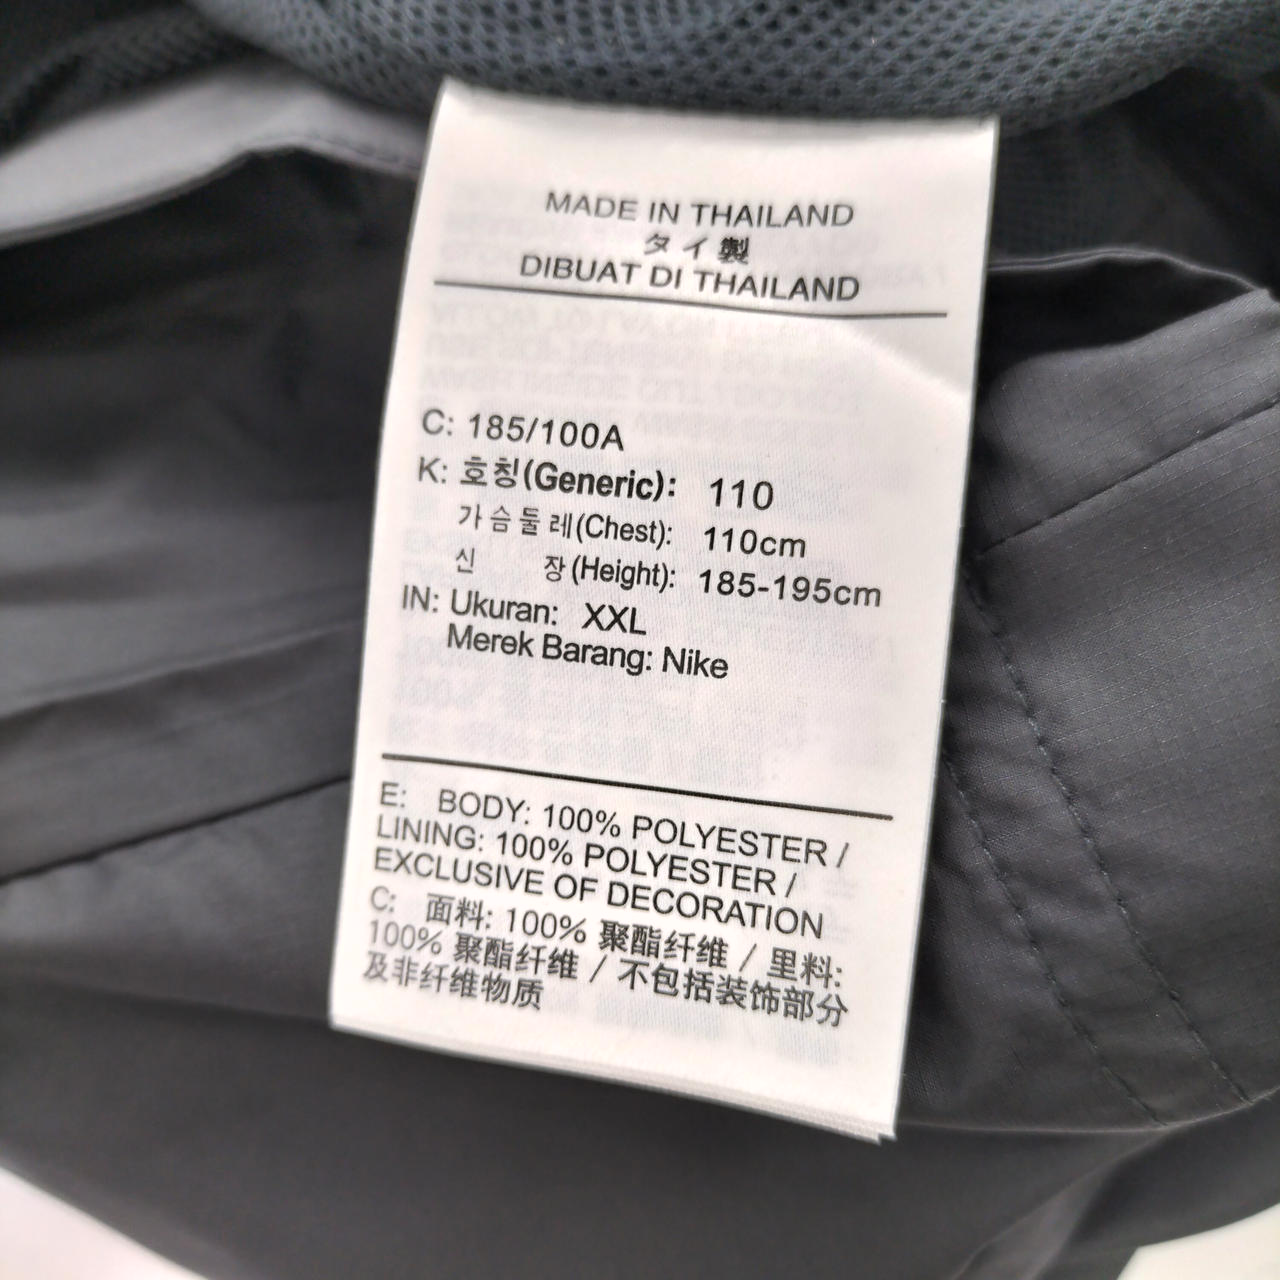 MADE IN THAILAND
タイ製
DIBUAT DI THAILAND
C: 185/100A
K: 호칭(Generic): 110
가슴둘레(Chest): 110cm
신 장(Height): 185-195cm
IN: Ukuran: XXL
Merek Barang: Nike
E: BODY: 100% POLYESTER /
LINING: 100% POLYESTER /
EXCLUSIVE OF DECORATION
C: 面料: 100% 聚酯纤维 / 里料:
100% 聚酯纤维 / 不包括装饰部分
及非纤维物质